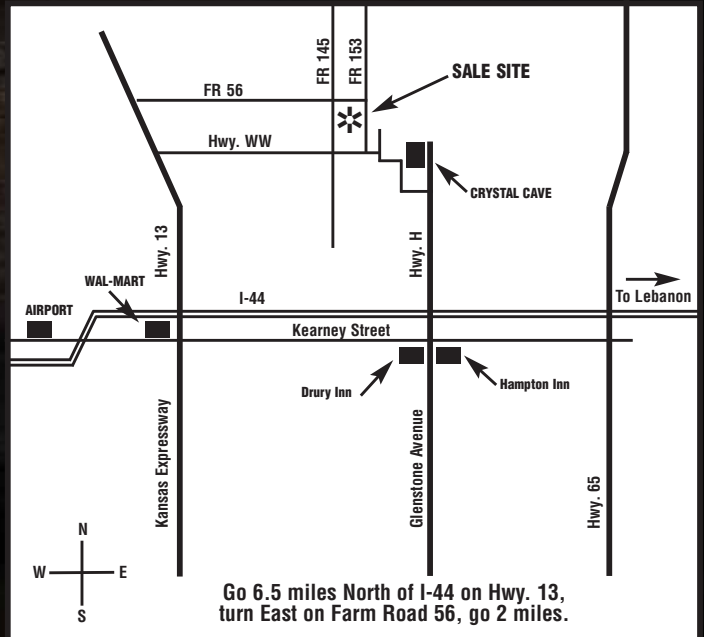 FR 145
FR 153
SALE SITE
FR 56
Hwy. WW
CRYSTAL CAVE
Hwy. 13
Hwy. H
WAL-MART
To Lebanon
AIRPORT
I-44
Kearney Street
Drury Inn
Hampton Inn
Kansas Expressway
Glenstone Avenue
Hwy. 65
N
W
E
S
Go 6.5 miles North of I-44 on Hwy. 13,
turn East on Farm Road 56, go 2 miles.